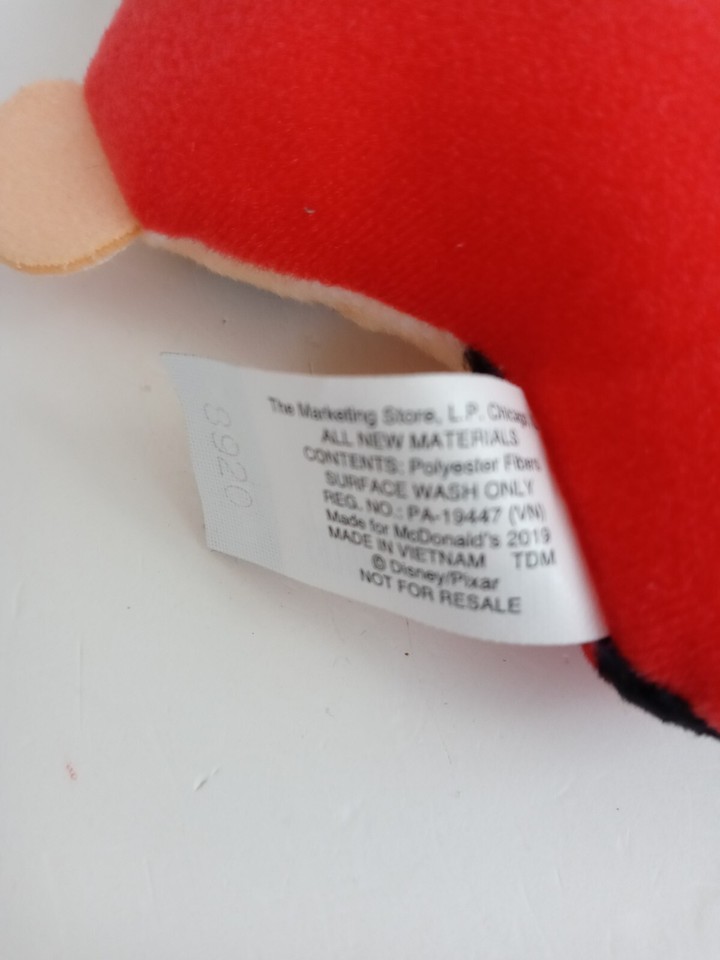 The Marketing Store, L.P. Chicago
ALL NEW MATERIALS
CONTENTS: Polyester Fibers
SURFACE WASH ONLY
REG. NO.: PA-19447 (VN)
Made for McDonald's 2019
MADE IN VIETNAM TDM
© Disney/Pixar
NOT FOR RESALE